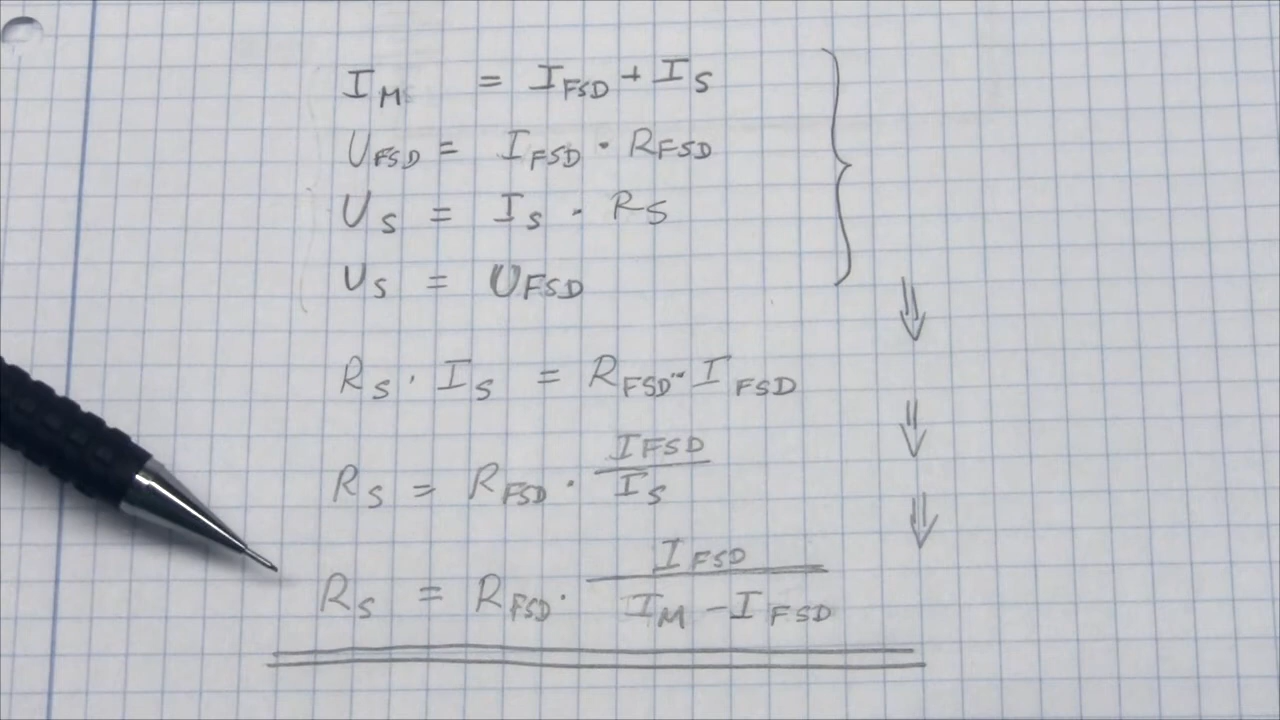 I_M = I_FSD + I_S
U_FSD = I_FSD · R_FSD
U_S = I_S · R_S
U_S = U_FSD
⇓
R_S · I_S = R_FSD · I_FSD
⇓
R_S = R_FSD · I_FSD / I_S
⇓
R_S = R_FSD · I_FSD / (I_M - I_FSD)